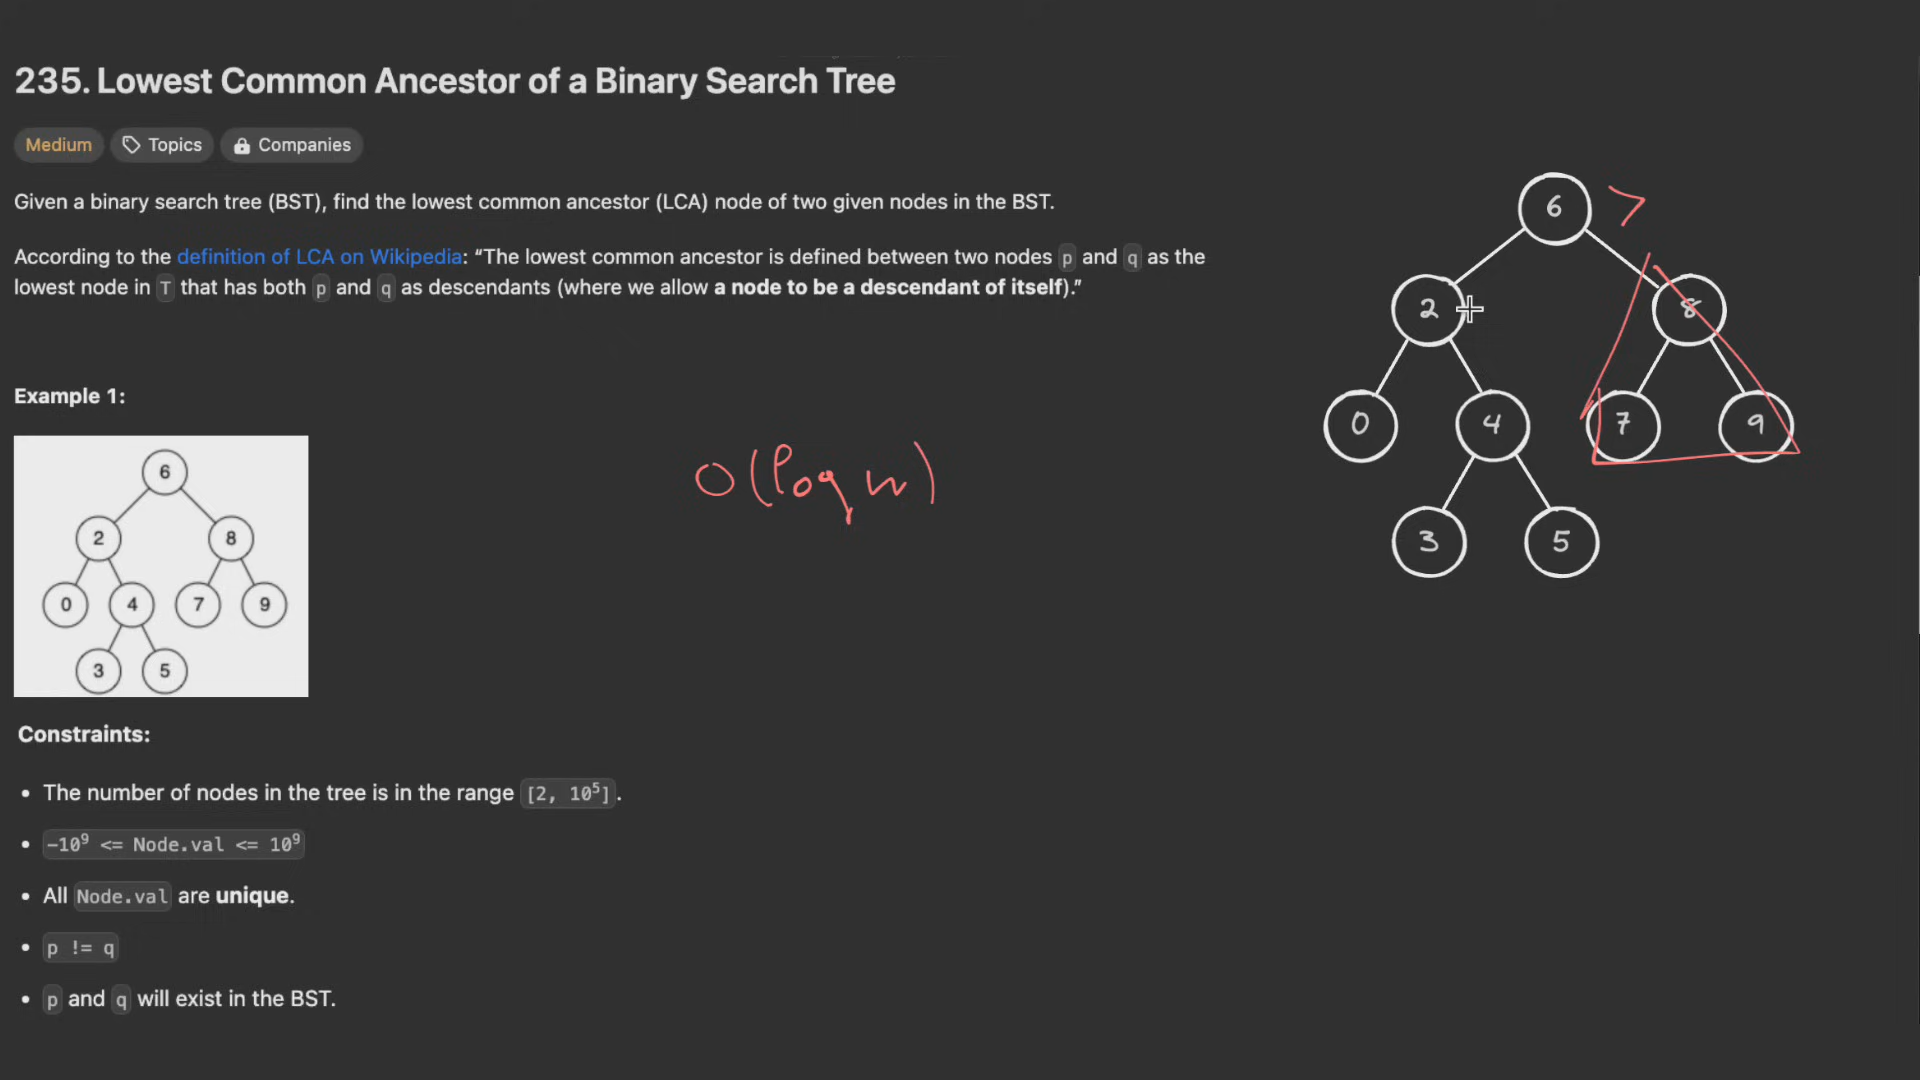 235. Lowest Common Ancestor of a Binary Search Tree
Medium Topics Companies
Given a binary search tree (BST), find the lowest common ancestor (LCA) node of two given nodes in the BST.
According to the definition of LCA on Wikipedia: “The lowest common ancestor is defined between two nodes p and q as the
lowest node in T that has both p and q as descendants (where we allow a node to be a descendant of itself).”
Example 1:
6
2 8
0 4 7 9
3 5
O(log n)
6 >
2 8
0 4 7 9
3 5
Constraints:
• The number of nodes in the tree is in the range [2, 10⁵].
• -10⁹ <= Node.val <= 10⁹
• All Node.val are unique.
• p != q
• p and q will exist in the BST.